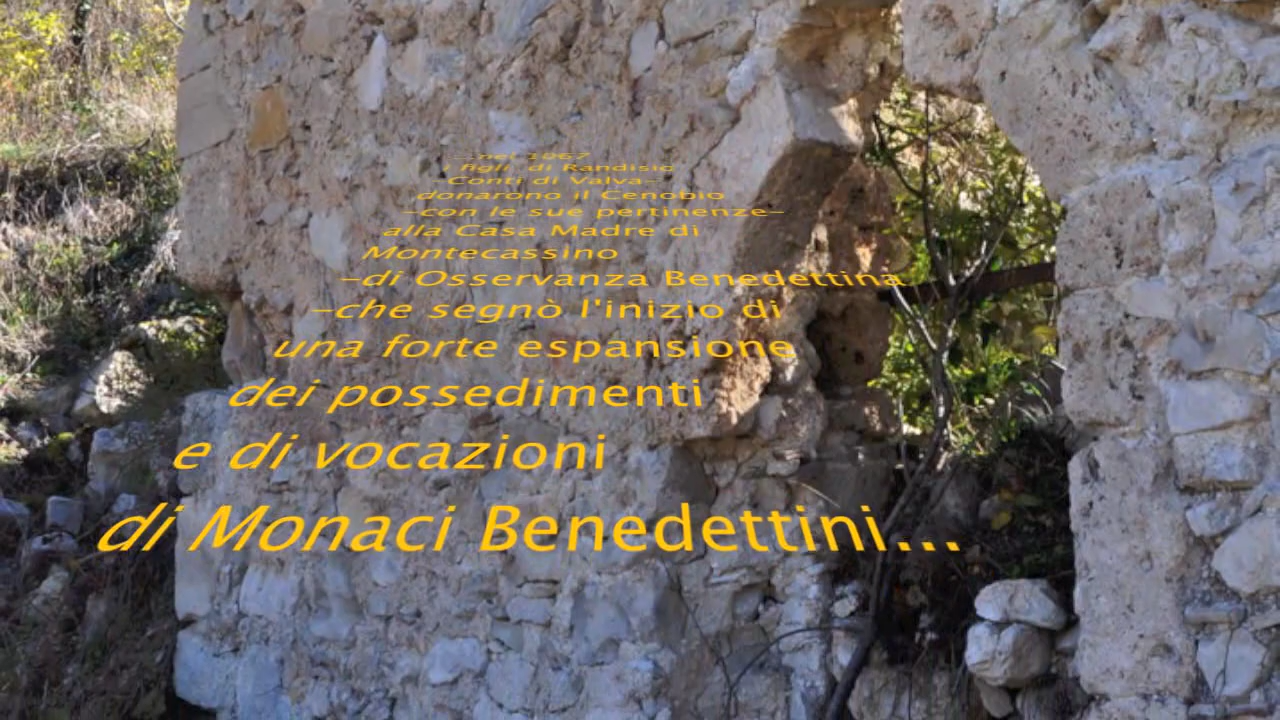 –nel 1067
i figli di Randisio
Conti di Valva–
donarono il Cenobio
–con le sue pertinenze–
alla Casa Madre di
Montecassino
–di Osservanza Benedettina
–che segnò l'inizio di
una forte espansione
dei possedimenti
e di vocazioni
di Monaci Benedettini...